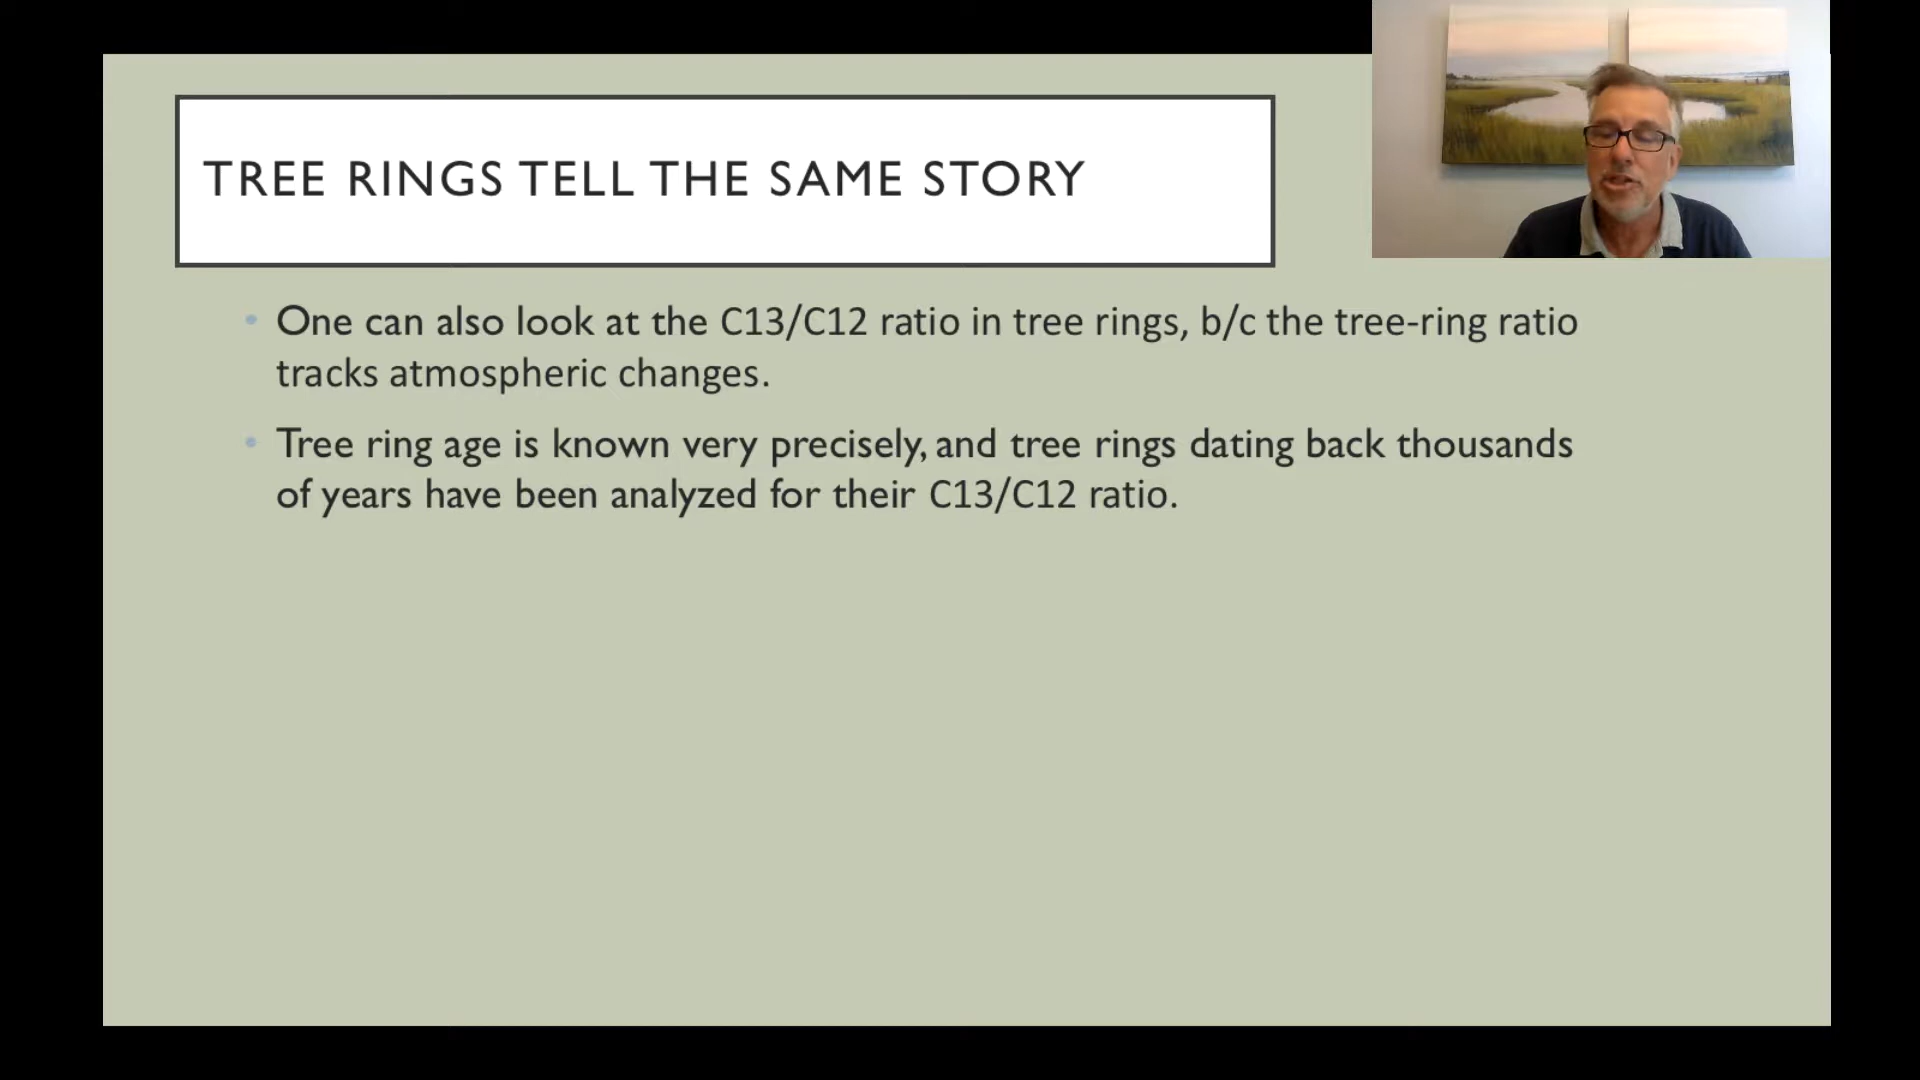 TREE RINGS TELL THE SAME STORY
• One can also look at the C13/C12 ratio in tree rings, b/c the tree-ring ratio
tracks atmospheric changes.
• Tree ring age is known very precisely, and tree rings dating back thousands
of years have been analyzed for their C13/C12 ratio.